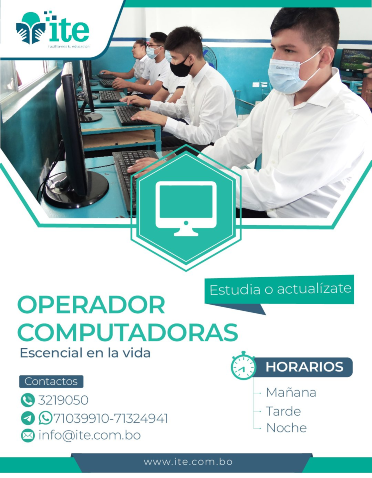 ite
Estudia o actualízate
OPERADOR
COMPUTADORAS
Escencial en la vida
Contactos
3219050
71039910-71324941
info@ite.com.bo
HORARIOS
Mañana
Tarde
Noche
www.ite.com.bo